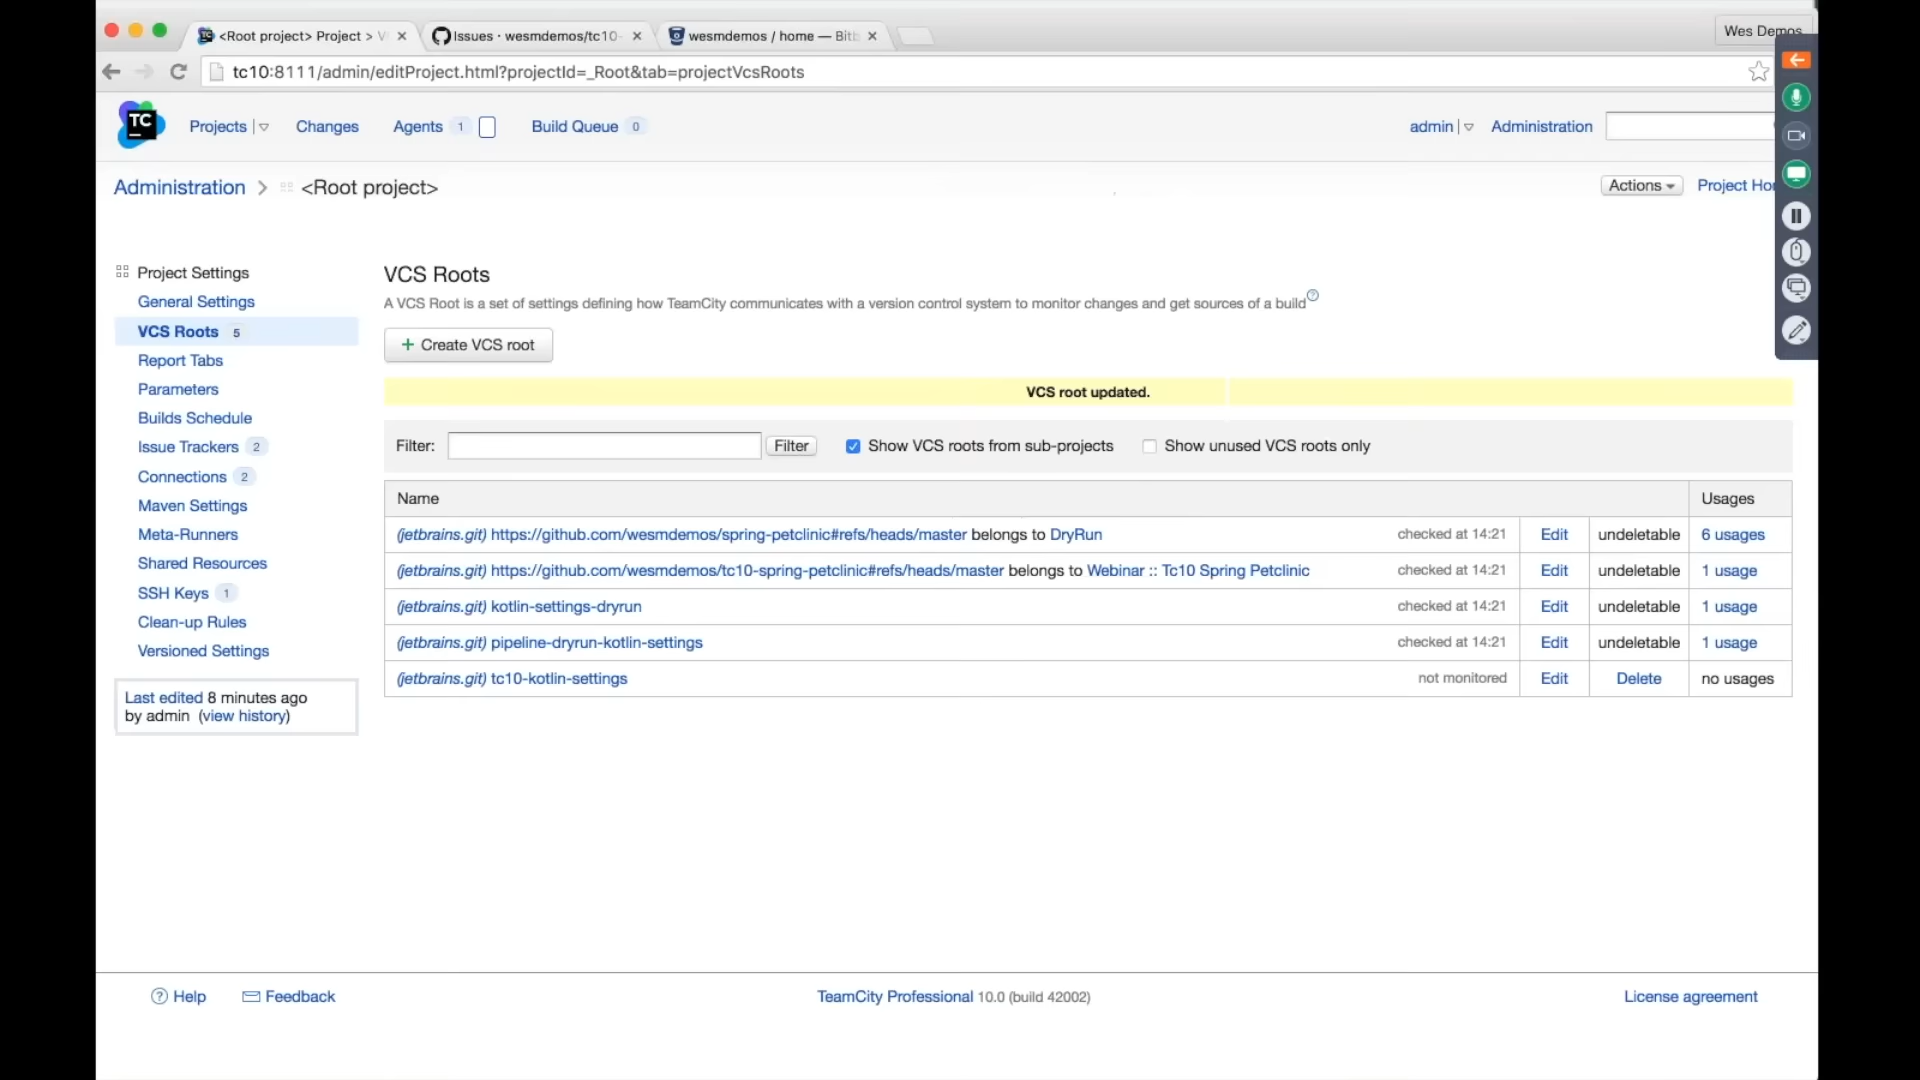 <Root project> Project > V
Issues · wesmdemos/tc10-
wesmdemos / home — Bitb
Wes Demos
tc10:8111/admin/editProject.html?projectId=_Root&tab=projectVcsRoots
TC
Projects
Changes
Agents 1
Build Queue 0
admin
Administration
Administration > <Root project>
Actions
Project Hom
Project Settings
General Settings
VCS Roots 5
Report Tabs
Parameters
Builds Schedule
Issue Trackers 2
Connections 2
Maven Settings
Meta-Runners
Shared Resources
SSH Keys 1
Clean-up Rules
Versioned Settings
Last edited 8 minutes ago
by admin (view history)
VCS Roots
A VCS Root is a set of settings defining how TeamCity communicates with a version control system to monitor changes and get sources of a build
+ Create VCS root
VCS root updated.
Filter: Filter Show VCS roots from sub-projects Show unused VCS roots only
Name Usages
(jetbrains.git) https://github.com/wesmdemos/spring-petclinic#refs/heads/master belongs to DryRun checked at 14:21 Edit undeletable 6 usages
(jetbrains.git) https://github.com/wesmdemos/tc10-spring-petclinic#refs/heads/master belongs to Webinar :: Tc10 Spring Petclinic checked at 14:21 Edit undeletable 1 usage
(jetbrains.git) kotlin-settings-dryrun checked at 14:21 Edit undeletable 1 usage
(jetbrains.git) pipeline-dryrun-kotlin-settings checked at 14:21 Edit undeletable 1 usage
(jetbrains.git) tc10-kotlin-settings not monitored Edit Delete no usages
Help
Feedback
TeamCity Professional 10.0 (build 42002)
License agreement